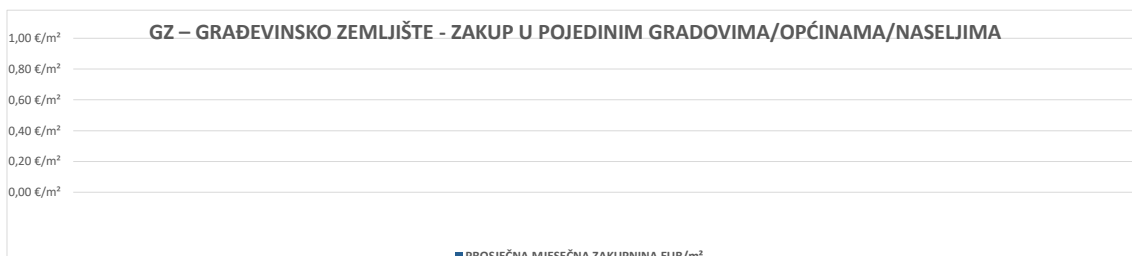 GZ – GRAĐEVINSKO ZEMLJIŠTE - ZAKUP U POJEDINIM GRADOVIMA/OPĆINAMA/NASELJIMA
1,00 €/m²
0,80 €/m²
0,60 €/m²
0,40 €/m²
0,20 €/m²
0,00 €/m²
PROSJEČNA MJESEČNA ZAKUPNINA EUR/m²